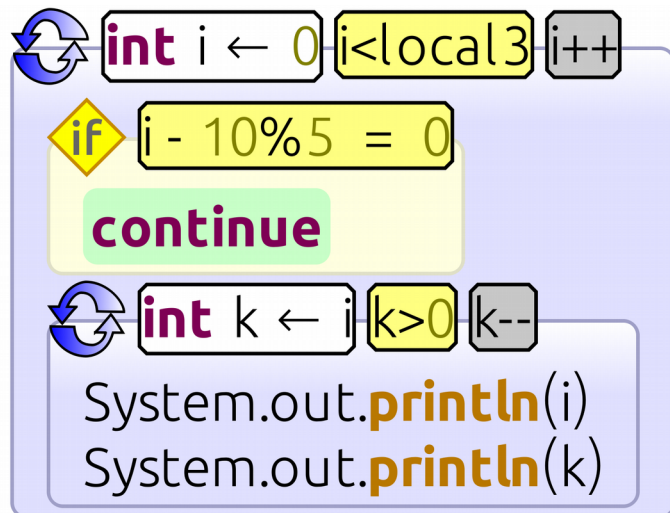 int i ← 0 i<local3 i++
if i - 10%5 = 0
continue
int k ← i k>0 k--
System.out.println(i)
System.out.println(k)